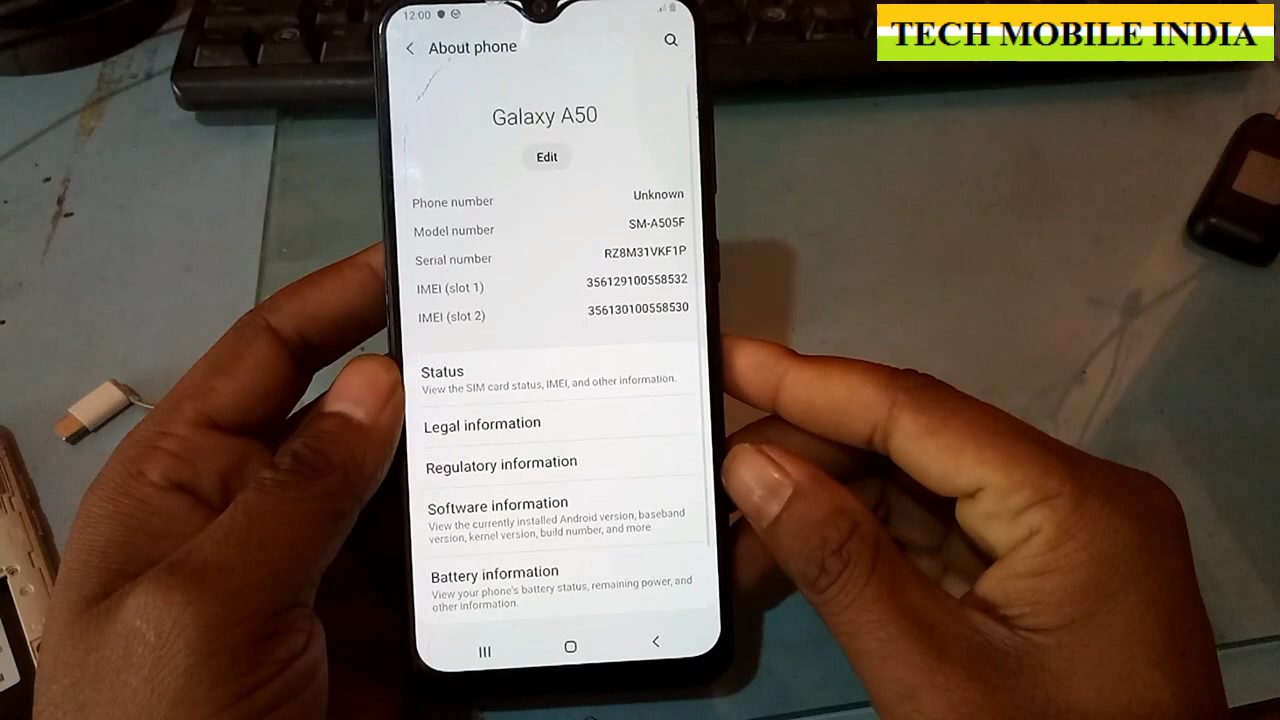 TECH MOBILE INDIA
12:00
About phone
Galaxy A50
Edit
Phone number Unknown
Model number SM-A505F
Serial number RZ8M31VKF1P
IMEI (slot 1) 356129100558532
IMEI (slot 2) 356130100558530
Status
View the SIM card status, IMEI, and other information.
Legal information
Regulatory information
Software information
View the currently installed Android version, baseband
version, kernel version, build number, and more
Battery information
View your phone's battery status, remaining power, and
other information.